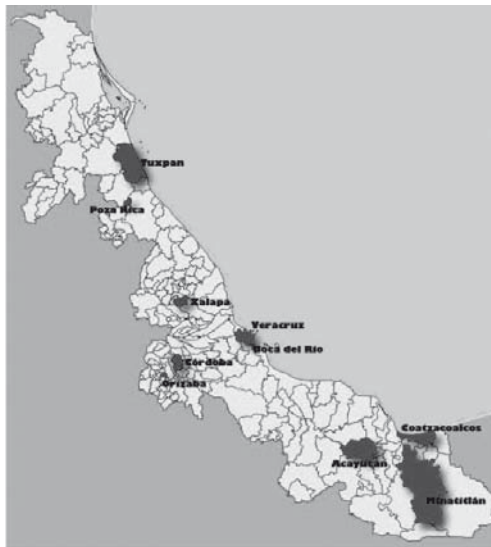 Tuxpan
Poza Rica
Xalapa
Veracruz
Boca del Río
Córdoba
Orizaba
Coatzacoalcos
Acayucan
Minatitlán